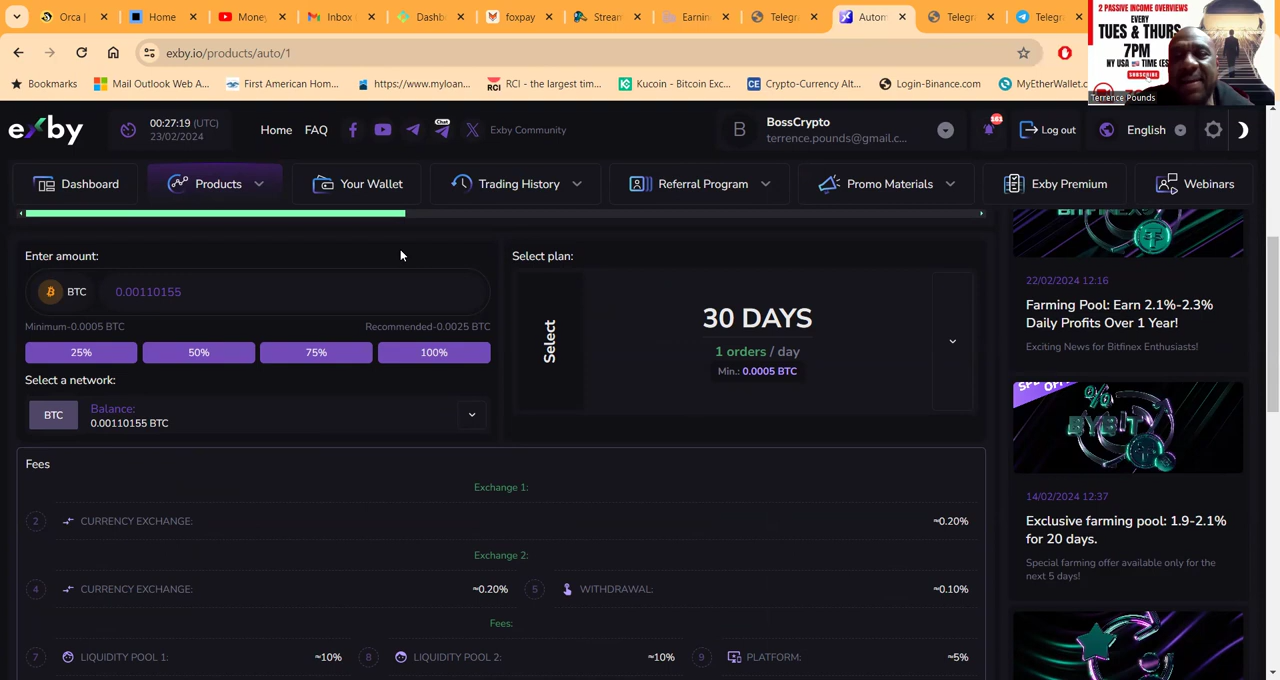 Orca |
Home
Money
Inbox
Dashb
foxpay
Stream
Earnin
Telegr
Autom
Telegra
Telegr
exby.io/products/auto/1
Bookmarks
Mail Outlook Web A...
First American Hom...
https://www.myloan...
RCI - the largest tim...
Kucoin - Bitcoin Exc...
Crypto-Currency Alt...
Login-Binance.com
MyEtherWallet.c
2 PASSIVE INCOME OVERVIEWS
EVERY
TUES & THURS
7PM
NY USA TIME (ES
SUBSCRIBE
Terrence Pounds
exby
00:27:19 (UTC)
23/02/2024
Home
FAQ
Chat
Exby Community
B
BossCrypto
terrence.pounds@gmail.c...
161
Log out
English
Dashboard
Products
Your Wallet
Trading History
Referral Program
Promo Materials
Exby Premium
Webinars
Enter amount:
BTC 0.00110155
Minimum-0.0005 BTC
Recommended-0.0025 BTC
25%
50%
75%
100%
Select a network:
BTC
Balance:
0.00110155 BTC
Select plan:
Select
30 DAYS
1 orders / day
Min.: 0.0005 BTC
Fees
Exchange 1:
2 CURRENCY EXCHANGE: ≈0.20%
Exchange 2:
4 CURRENCY EXCHANGE: ≈0.20%
5 WITHDRAWAL: ≈0.10%
Fees:
7 LIQUIDITY POOL 1: ≈10%
8 LIQUIDITY POOL 2: ≈10%
9 PLATFORM: ≈5%
BITFINEX
22/02/2024 12:16
Farming Pool: Earn 2.1%-2.3%
Daily Profits Over 1 Year!
Exciting News for Bitfinex Enthusiasts!
BYBIT
14/02/2024 12:37
Exclusive farming pool: 1.9-2.1%
for 20 days.
Special farming offer available only for the
next 5 days!